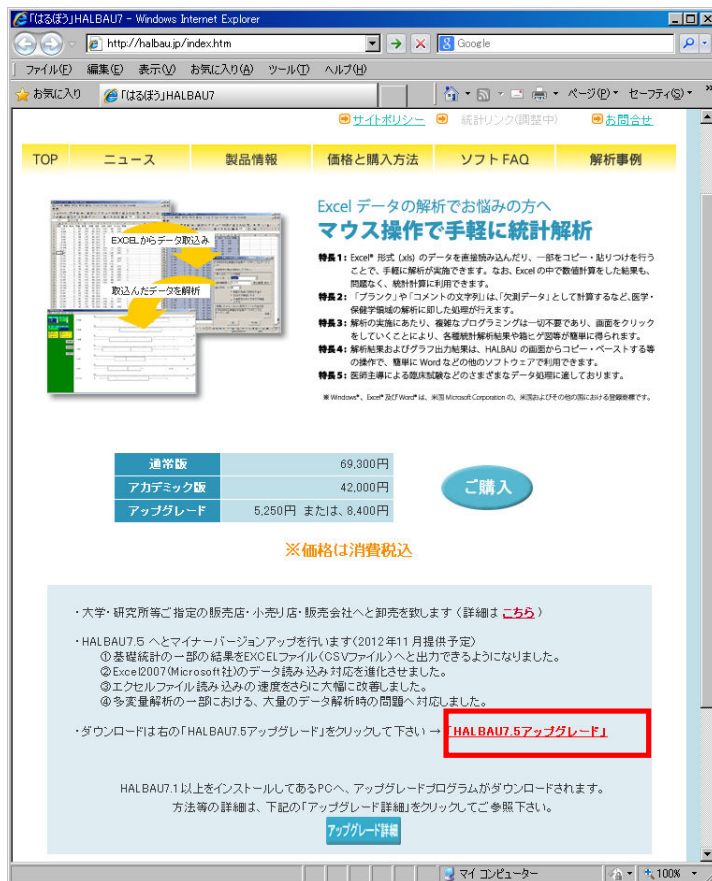 「はるぼう」HALBAU7 - Windows Internet Explorer
http://halbau.jp/index.htm
Google
ファイル(F) 編集(E) 表示(V) お気に入り(A) ツール(T) ヘルプ(H)
お気に入り 「はるぼう」HALBAU7 ページ(P) セーフティ(S) »
サイトポリシー 統計リンク(調整中) お問合せ
TOP ニュース 製品情報 価格と購入方法 ソフトFAQ 解析事例
EXCELからデータ取込み
取込んだデータを解析
Excel データの解析でお悩みの方へ
マウス操作で手軽に統計解析
特長1: Excel® 形式 (xls) のデータを直接読み込んだり、一部をコピー・貼りつけを行う
ことで、手軽に解析が実施できます。なお、Excel の中で数値計算をした結果も、
問題なく、統計計算に利用できます。
特長2: 「ブランク」や「コメントの文字列」は、「欠測データ」として計算するなど、医学・
保健学領域の解析に即した処理が行えます。
特長3: 解析の実施にあたり、複雑なプログラミングは一切不要であり、画面をクリック
をしていくことにより、各種統計解析結果や箱ヒゲ図等が簡単に得られます。
特長4: 解析結果およびグラフ出力結果は、HALBAU の画面からコピー・ペーストする等
の操作で、簡単に Word などの他のソフトウェアで利用できます。
特長5: 医師主導による臨床試験などのさまざまなデータ処理に適しております。
※ Windows®、Excel® 及び Word® は、米国 Microsoft Corporation の、米国およびその他の国における登録商標です。
通常版 69,300円
アカデミック版 42,000円
アップグレード 5,250円 または、8,400円
ご購入
※価格は消費税込
・大学・研究所等ご指定の販売店・小売り店・販売会社へと卸売を致します（詳細は こちら ）
・HALBAU7.5 へとマイナーバージョンアップを行います(2012年11月提供予定)
①基礎統計の一部の結果をEXCELファイル(CSVファイル)へと出力できるようになりました。
②Excel2007(Microsoft社)のデータ読み込み対応を進化させました。
③エクセルファイル読み込みの速度をさらに大幅に改善しました。
④多変量解析の一部における、大量のデータ解析時の問題へ対応しました。
・ダウンロードは右の「HALBAU7.5アップグレード」をクリックして下さい → 「HALBAU7.5アップグレード」
HALBAU7.1以上をインストールしてあるPCへ、アップグレードプログラムがダウンロードされます。
方法等の詳細は、下記の「アップグレード詳細」をクリックしてご参照下さい。
アップグレード詳細
マイ コンピューター 100%